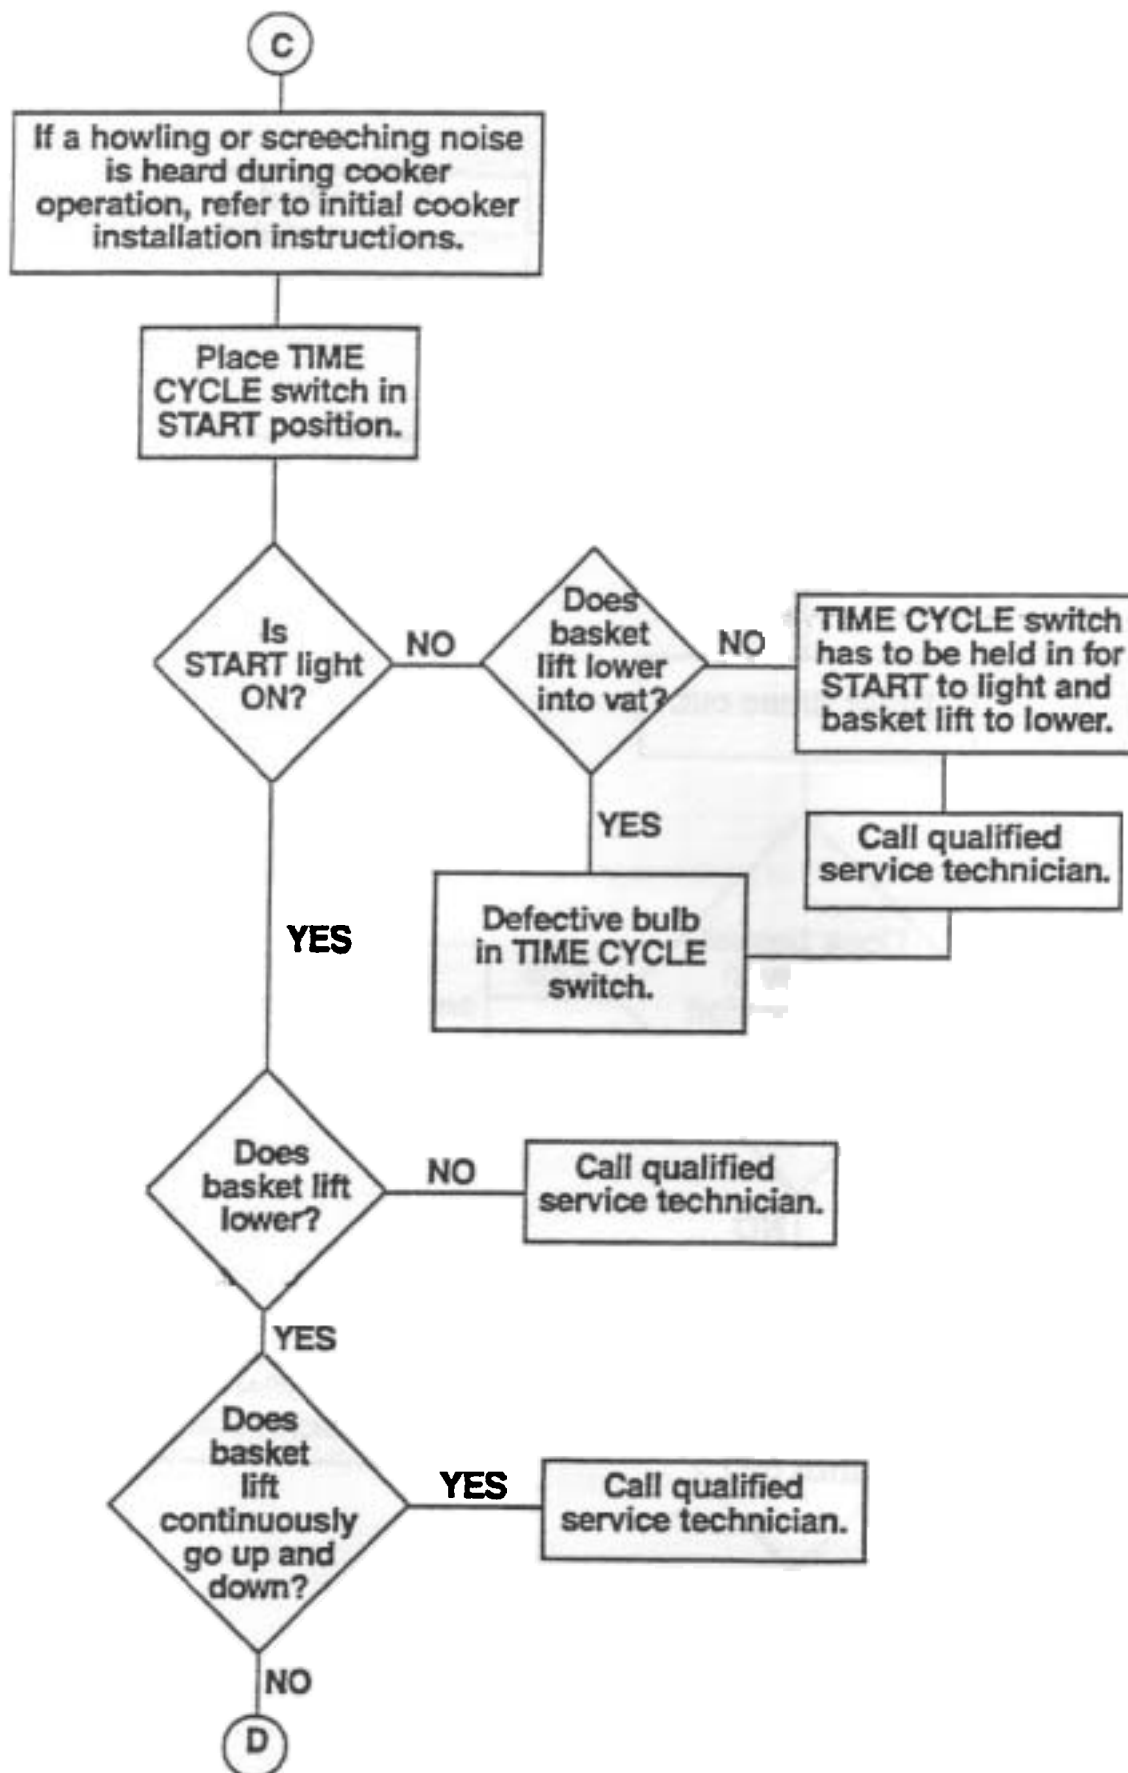 C
If a howling or screeching noise
is heard during cooker
operation, refer to initial cooker
installation instructions.
Place TIME
CYCLE switch in
START position.
Is
START light
ON?
NO
Does
basket
lift lower
into vat?
NO
TIME CYCLE switch
has to be held in for
START to light and
basket lift to lower.
YES
Call qualified
service technician.
Defective bulb
in TIME CYCLE
switch.
YES
Does
basket lift
lower?
NO
Call qualified
service technician.
YES
Does
basket
lift
continuously
go up and
down?
YES
Call qualified
service technician.
NO
D